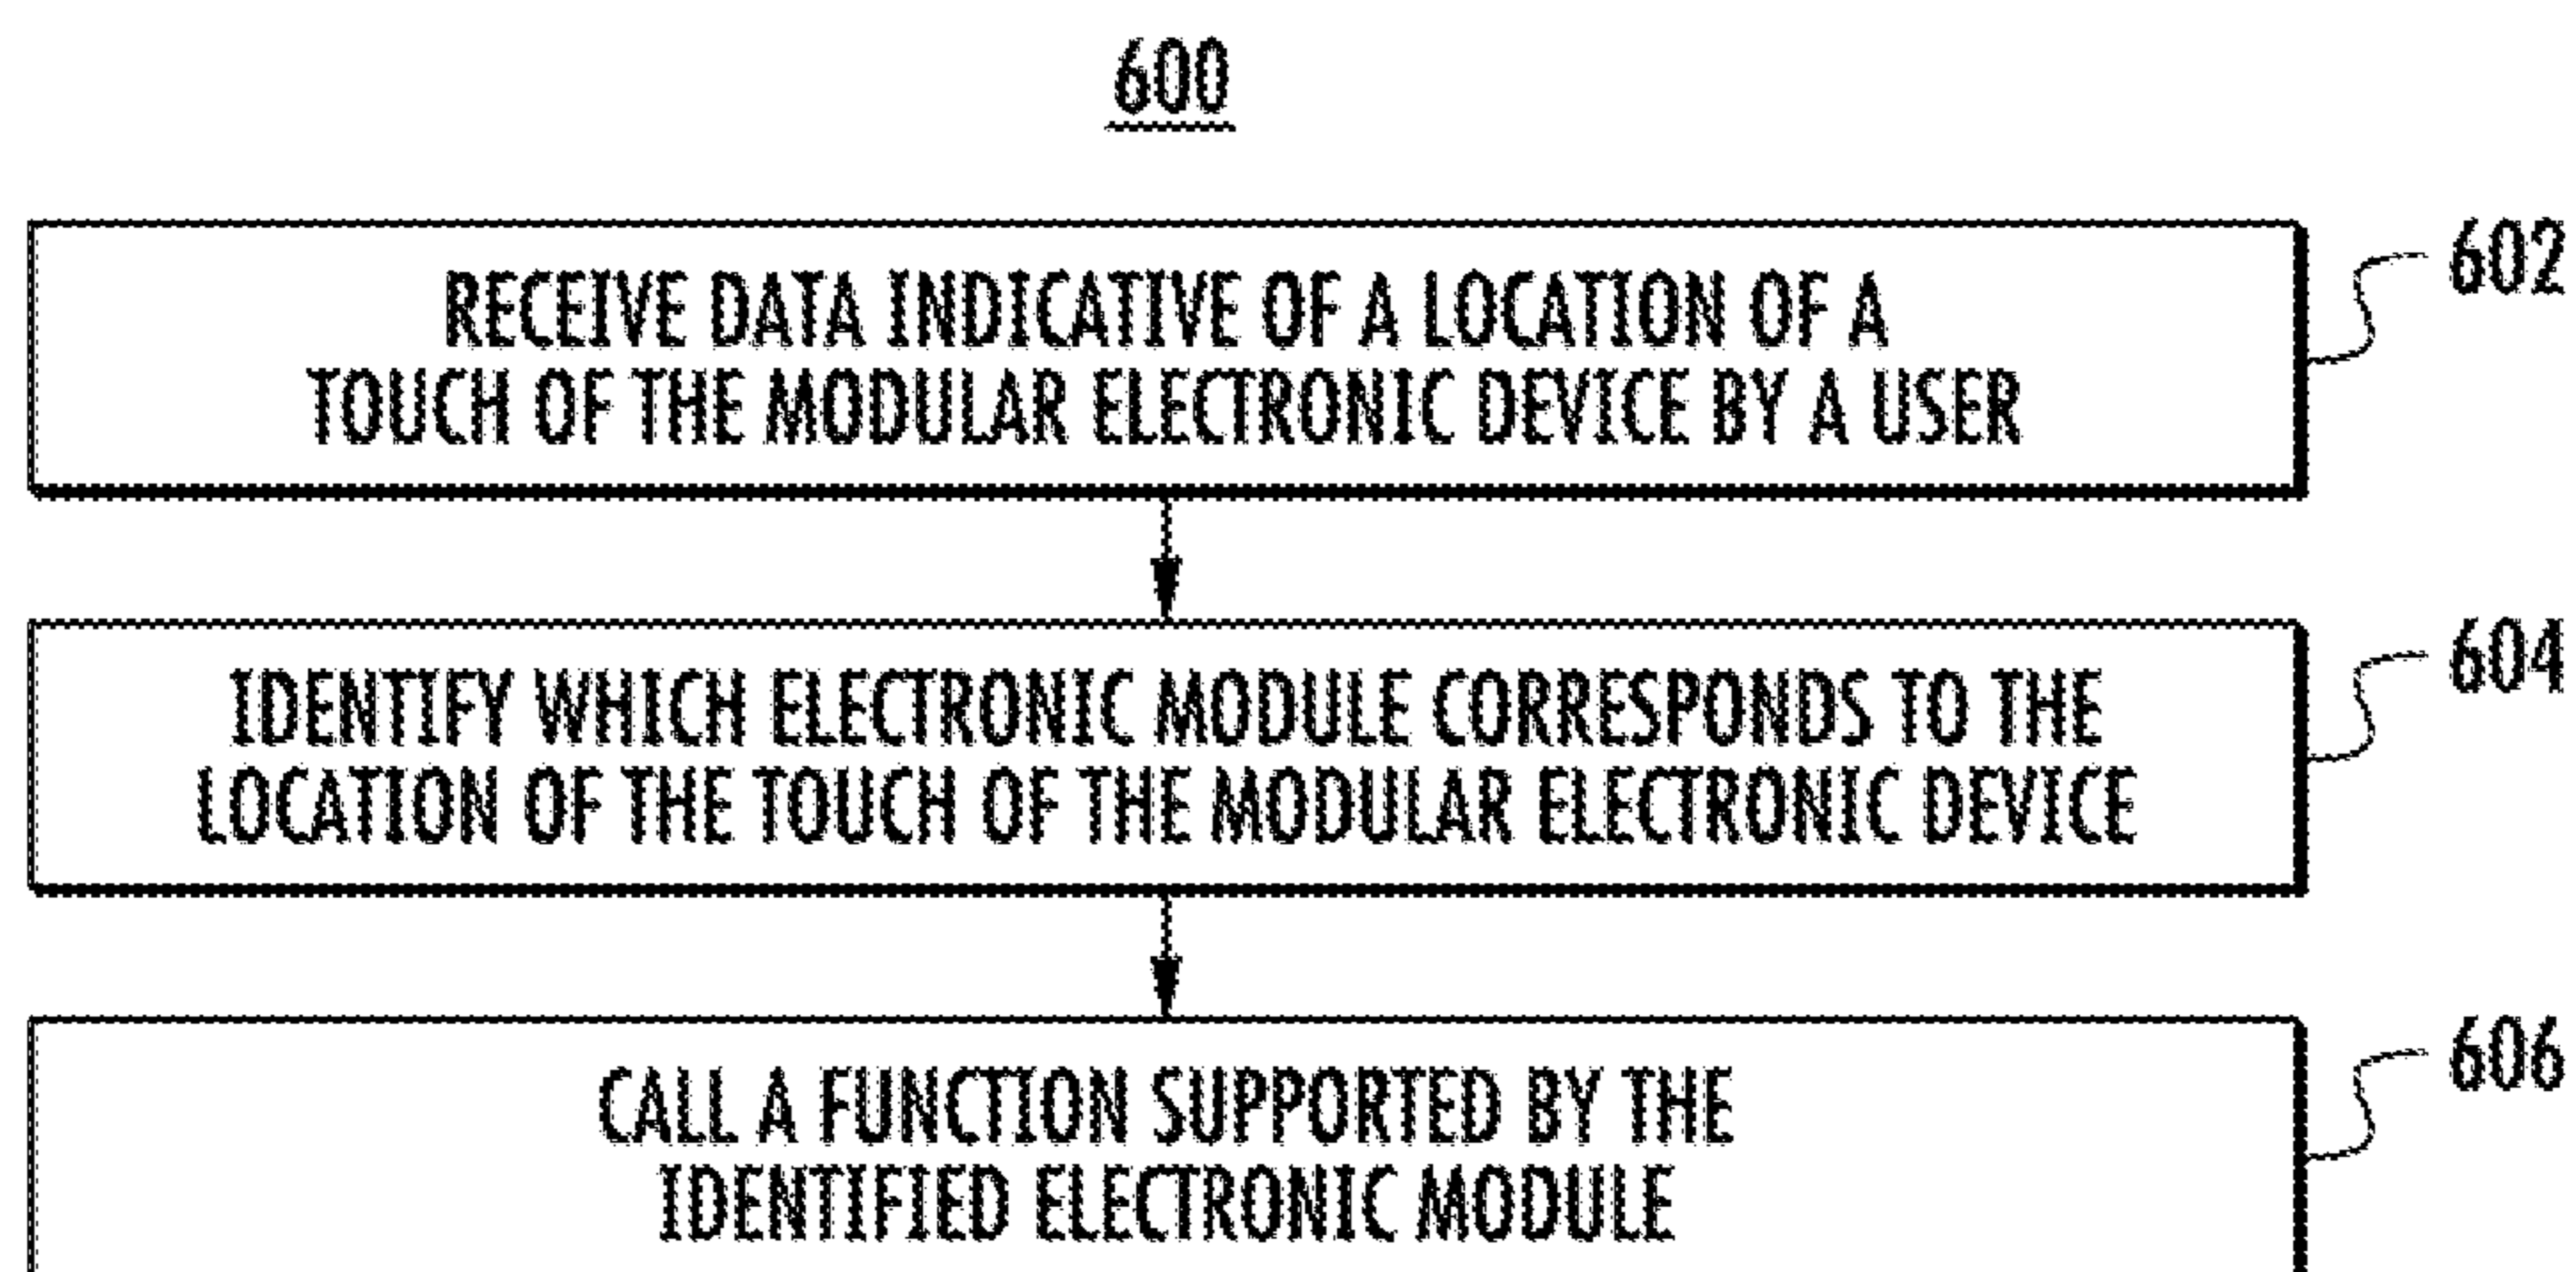 600
RECEIVE DATA INDICATIVE OF A LOCATION OF A
TOUCH OF THE MODULAR ELECTRONIC DEVICE BY A USER
602
IDENTIFY WHICH ELECTRONIC MODULE CORRESPONDS TO THE
LOCATION OF THE TOUCH OF THE MODULAR ELECTRONIC DEVICE
604
CALL A FUNCTION SUPPORTED BY THE
IDENTIFIED ELECTRONIC MODULE
606